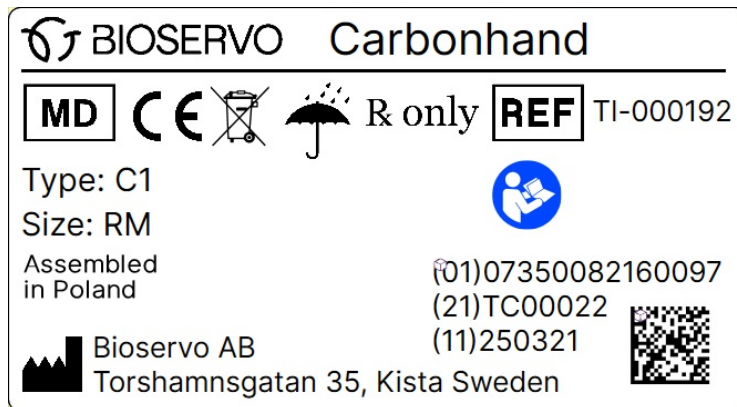 BIOSERVO Carbonhand
MD CE R only REF TI-000192
Type: C1
Size: RM
Assembled
in Poland
(01)07350082160097
(21)TC00022
(11)250321
Bioservo AB
Torshamnsgatan 35, Kista Sweden